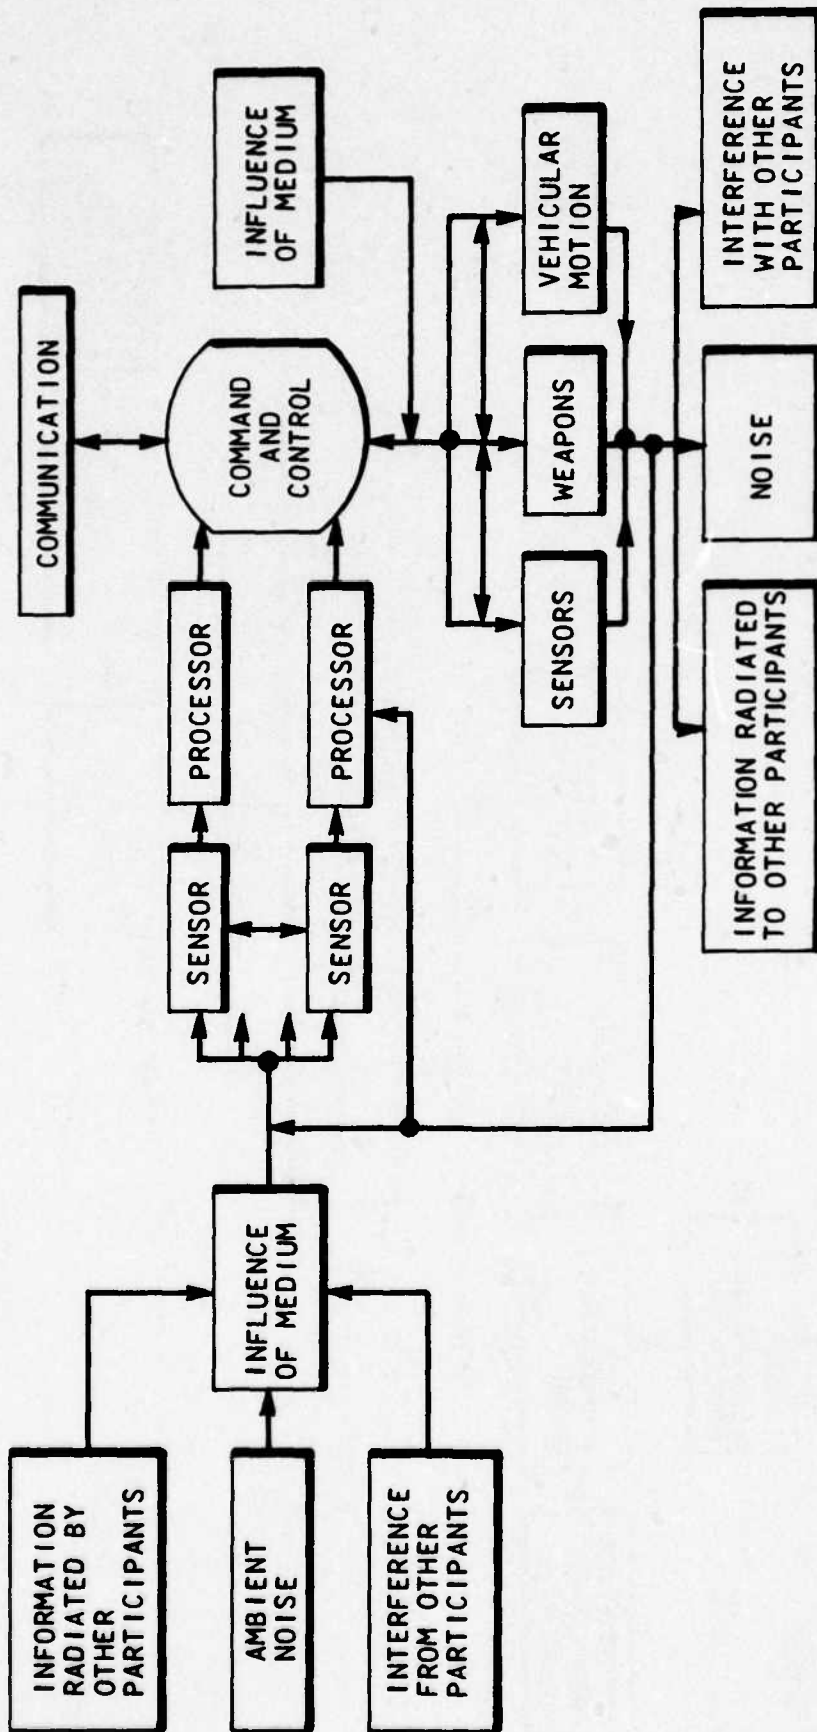 INFORMATION
RADIATED BY
OTHER
PARTICIPANTS
AMBIENT
NOISE
INTERFERENCE
FROM OTHER
PARTICIPANTS
INFLUENCE
OF MEDIUM
SENSOR
SENSOR
PROCESSOR
PROCESSOR
COMMUNICATION
COMMAND
AND
CONTROL
INFLUENCE
OF MEDIUM
SENSORS
WEAPONS
VEHICULAR
MOTION
INFORMATION RADIATED
TO OTHER PARTICIPANTS
NOISE
INTERFERENCE
WITH OTHER
PARTICIPANTS